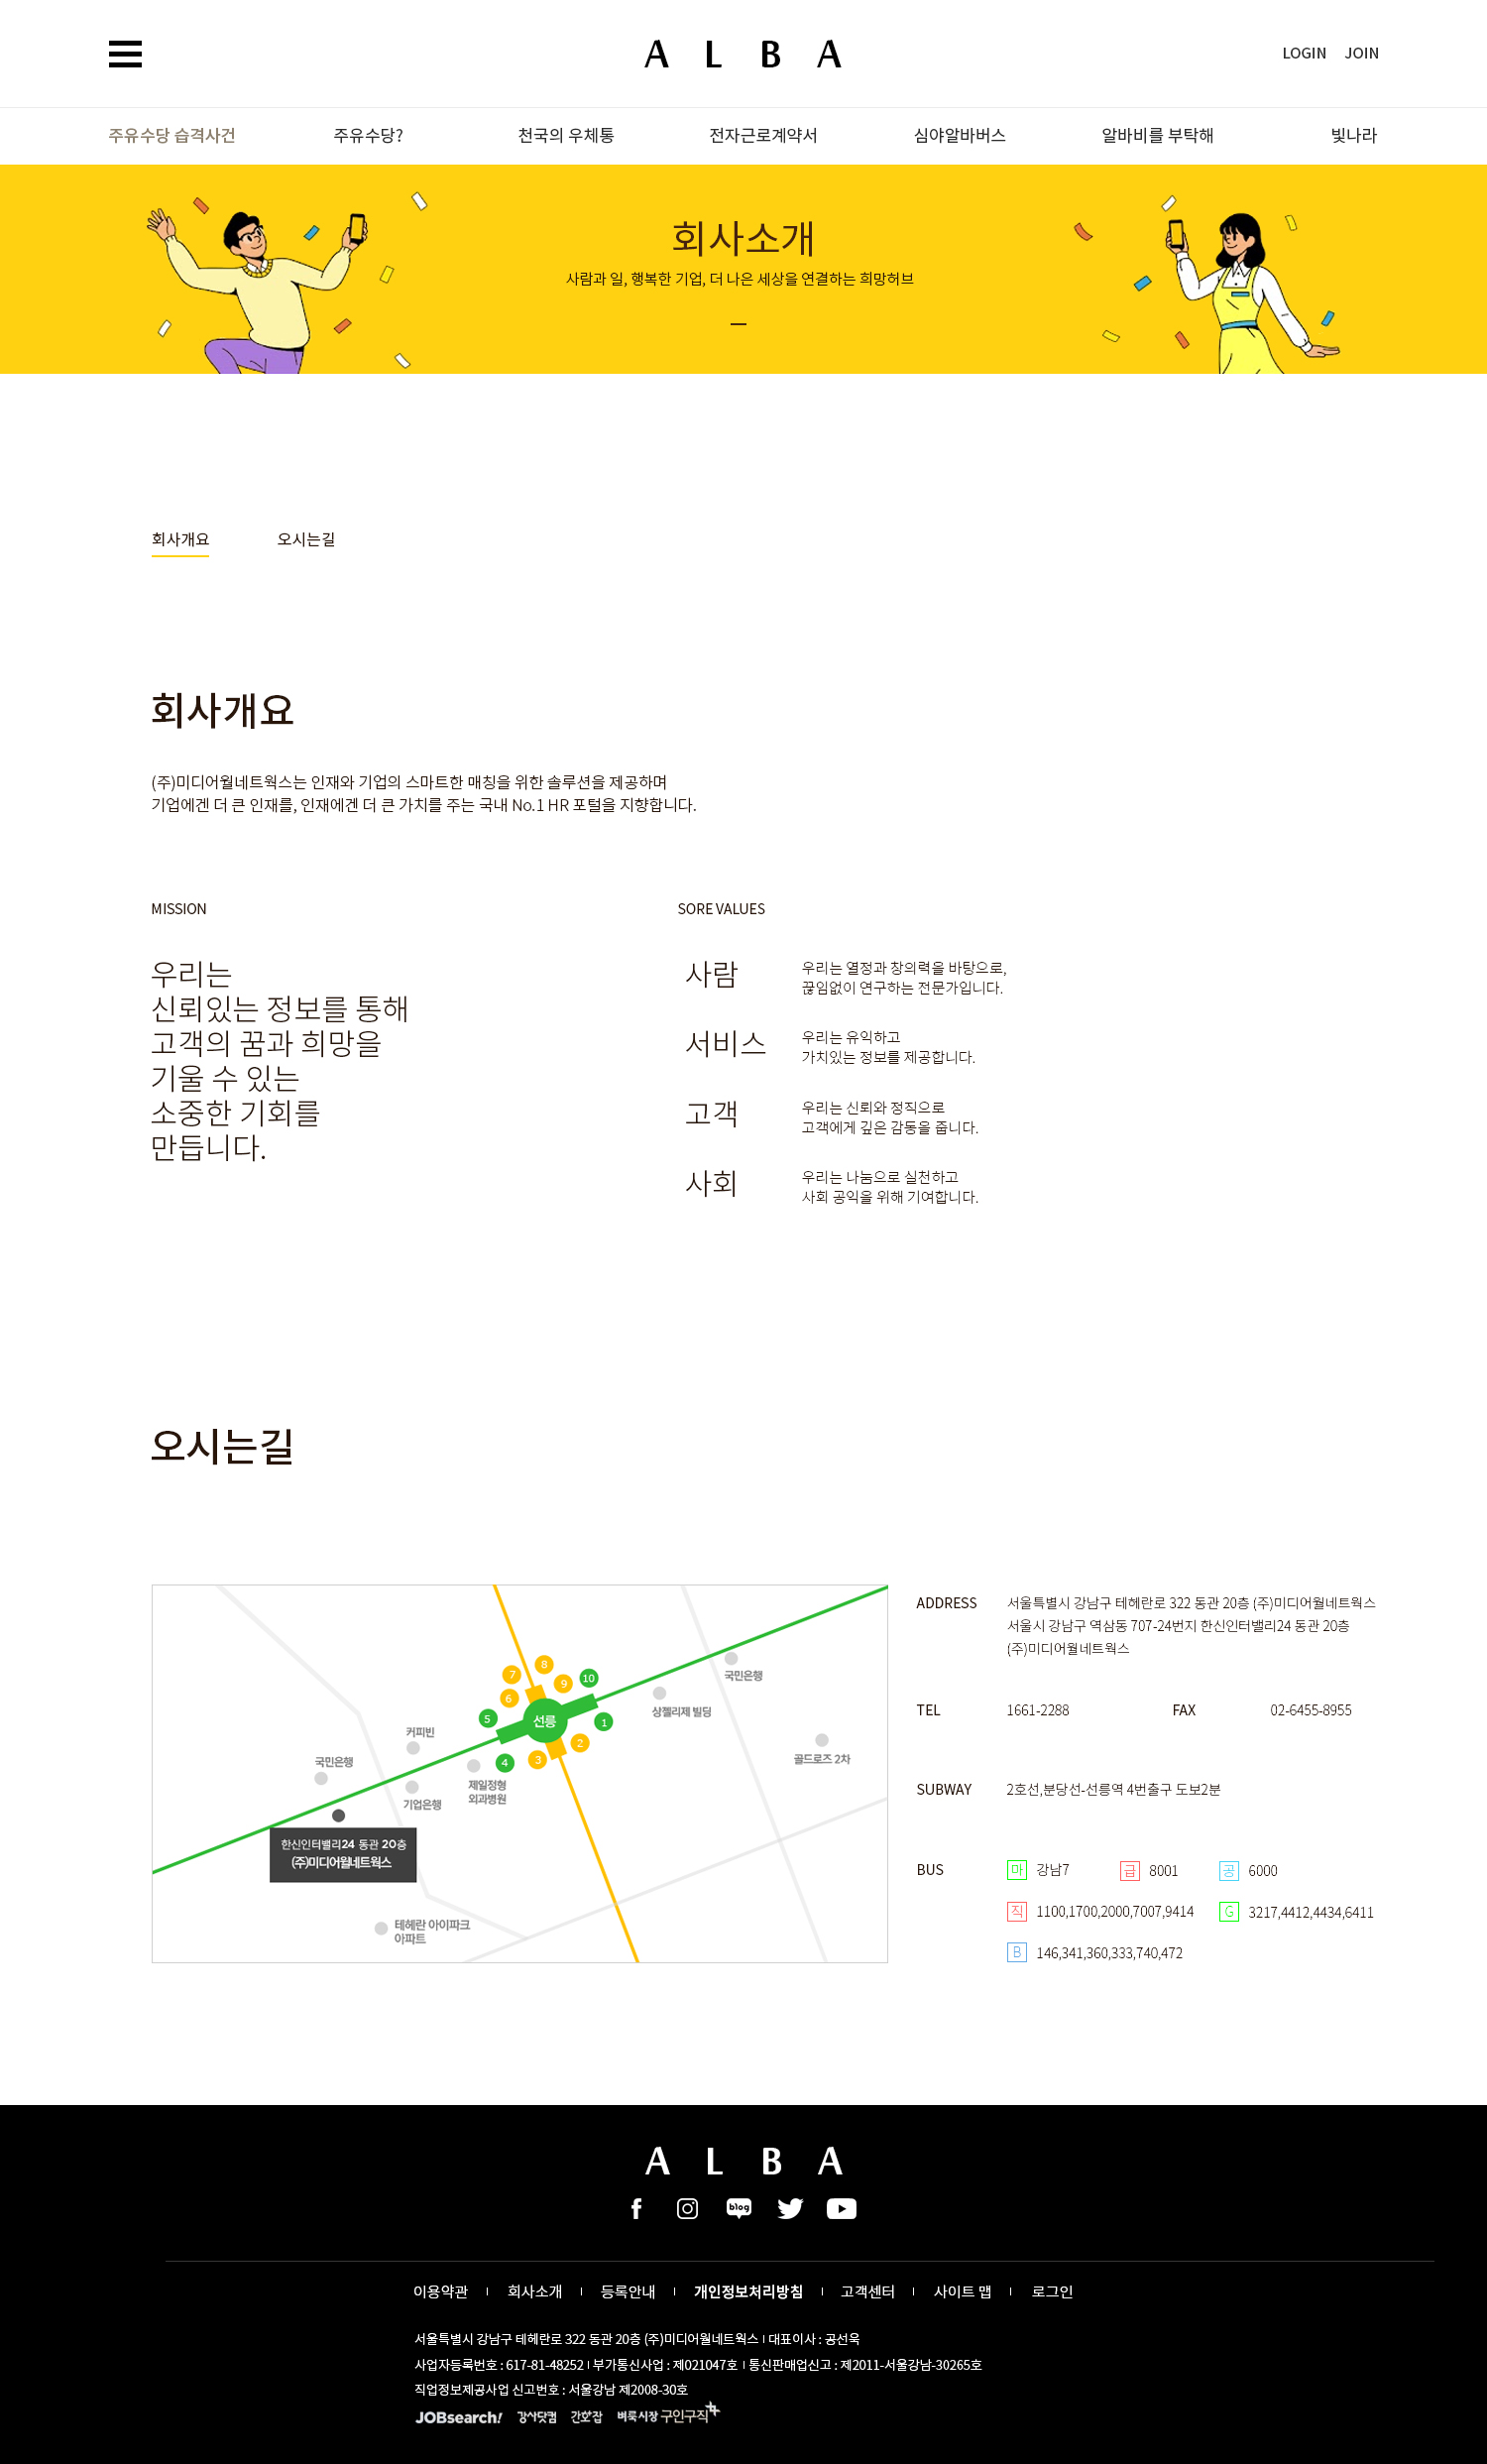 A L B A
LOGIN JOIN
주유수당 습격사건 주유수당? 천국의 우체통 전자근로계약서 심야알바버스 알바비를 부탁해 빛나라
회사소개
사람과 일, 행복한 기업, 더 나은 세상을 연결하는 희망허브
회사개요 오시는길
회사개요
(주)미디어월네트웍스는 인재와 기업의 스마트한 매칭을 위한 솔루션을 제공하며
기업에겐 더 큰 인재를, 인재에겐 더 큰 가치를 주는 국내 No.1 HR 포털을 지향합니다.
MISSION
우리는
신뢰있는 정보를 통해
고객의 꿈과 희망을
기울 수 있는
소중한 기회를
만듭니다.
SORE VALUES
사람
우리는 열정과 창의력을 바탕으로,
끊임없이 연구하는 전문가입니다.
서비스
우리는 유익하고
가치있는 정보를 제공합니다.
고객
우리는 신뢰와 정직으로
고객에게 깊은 감동을 줍니다.
사회
우리는 나눔으로 실천하고
사회 공익을 위해 기여합니다.
오시는길
8
7
9
10
6
5
선릉
1
2
3
4
국민은행
상젤리제 빌딩
골드로즈 2차
커피빈
국민은행
기업은행
제일정형
외과병원
한신인터밸리24 동관 20층
(주)미디어월네트웍스
테헤란 아이파크
아파트
ADDRESS
서울특별시 강남구 테헤란로 322 동관 20층 (주)미디어월네트웍스
서울시 강남구 역삼동 707-24번지 한신인터밸리24 동관 20층
(주)미디어월네트웍스
TEL 1661-2288 FAX 02-6455-8955
SUBWAY 2호선,분당선-선릉역 4번출구 도보2분
BUS 마 강남7 급 8001 공 6000
직 1100,1700,2000,7007,9414 G 3217,4412,4434,6411
B 146,341,360,333,740,472
A L B A
blog
이용약관 회사소개 등록안내 개인정보처리방침 고객센터 사이트 맵 로그인
서울특별시 강남구 테헤란로 322 동관 20층 (주)미디어월네트웍스 I 대표이사 : 공선욱
사업자등록번호 : 617-81-48252 I 부가통신사업 : 제021047호 I 통신판매업신고 : 제2011-서울강남-30265호
직업정보제공사업 신고번호 : 서울강남 제2008-30호
JOBsearch! 강사닷컴 간호잡 벼룩시장 구인구직